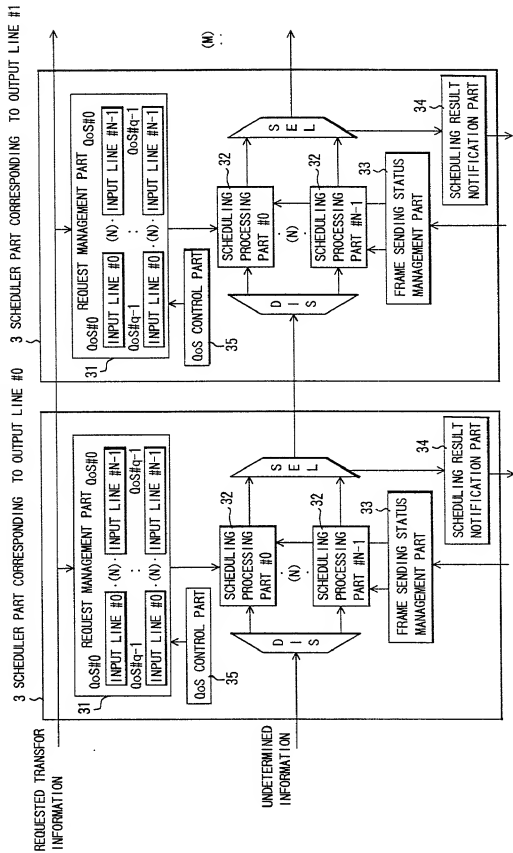 3 SCHEDULER PART CORRESPONDING TO OUTPUT LINE #0
REQUESTED TRANSFOR
INFORMATION
REQUEST MANAGEMENT PART
QoS#0
QoS#0
INPUT LINE #0 ·(N)· INPUT LINE #N-1
QoS#q-1
:
QoS#q-1
INPUT LINE #0 ·(N)· INPUT LINE #N-1
31
QoS CONTROL PART
35
UNDETERMINED
INFORMATION
DIS
32
SCHEDULING
PROCESSING
PART #0
·(N)·
32
SCHEDULING
PROCESSING
PART #N-1
SEL
33
FRAME SENDING STATUS
MANAGEMENT PART
34
SCHEDULING RESULT
NOTIFICATION PART
3 SCHEDULER PART CORRESPONDING TO OUTPUT LINE #1
REQUEST MANAGEMENT PART
QoS#0
QoS#0
INPUT LINE #0 ·(N)· INPUT LINE #N-1
QoS#q-1
:
QoS#q-1
INPUT LINE #0 ·(N)· INPUT LINE #N-1
31
QoS CONTROL PART
35
DIS
32
SCHEDULING
PROCESSING
PART #0
·(N)·
32
SCHEDULING
PROCESSING
PART #N-1
SEL
33
FRAME SENDING STATUS
MANAGEMENT PART
34
SCHEDULING RESULT
NOTIFICATION PART
(M)
: